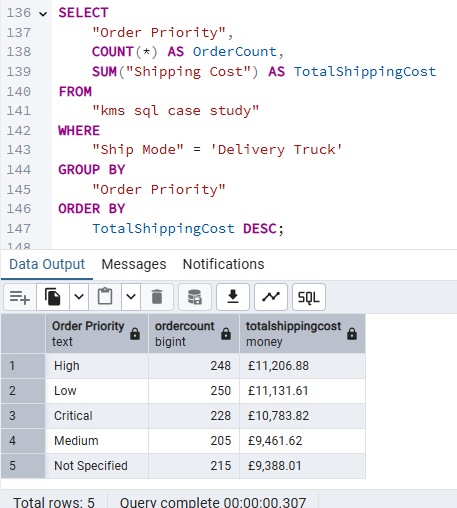 136 SELECT
137 "Order Priority",
138 COUNT(*) AS OrderCount,
139 SUM("Shipping Cost") AS TotalShippingCost
140 FROM
141 "kms sql case study"
142 WHERE
143 "Ship Mode" = 'Delivery Truck'
144 GROUP BY
145 "Order Priority"
146 ORDER BY
147 TotalShippingCost DESC;
148
Data Output Messages Notifications
SQL
Order Priority ordercount totalshippingcost
text bigint money
1 High 248 £11,206.88
2 Low 250 £11,131.61
3 Critical 228 £10,783.82
4 Medium 205 £9,461.62
5 Not Specified 215 £9,388.01
Total rows: 5 Query complete 00:00:00.307